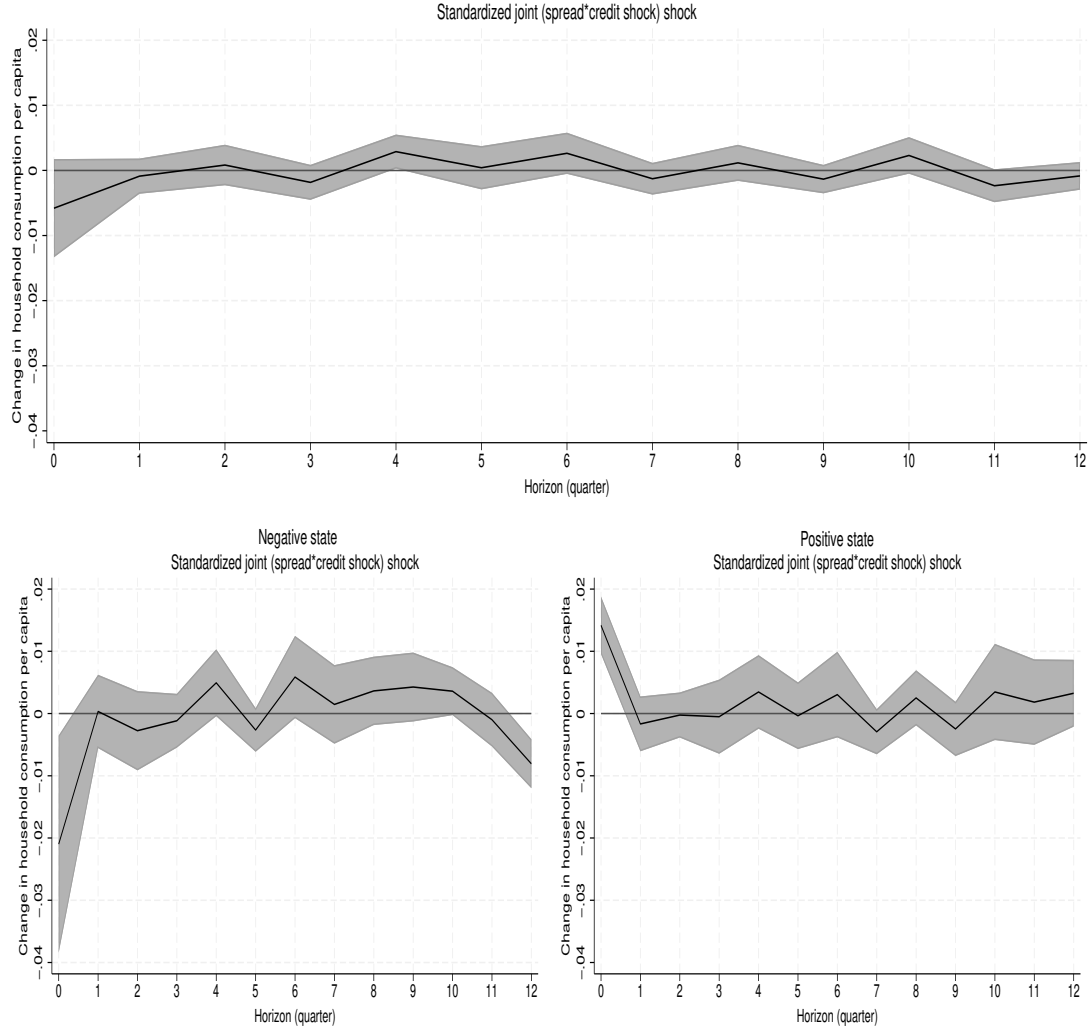 Standardized joint (spread*credit shock) shock
Change in household consumption per capita
.02
.01
0
−.01
−.02
−.03
−.04
0 1 2 3 4 5 6 7 8 9 10 11 12
Horizon (quarter)
Negative state
Standardized joint (spread*credit shock) shock
Change in household consumption per capita
.02
.01
0
−.01
−.02
−.03
−.04
0 1 2 3 4 5 6 7 8 9 10 11 12
Horizon (quarter)
Positive state
Standardized joint (spread*credit shock) shock
Change in household consumption per capita
.02
.01
0
−.01
−.02
−.03
−.04
0 1 2 3 4 5 6 7 8 9 10 11 12
Horizon (quarter)